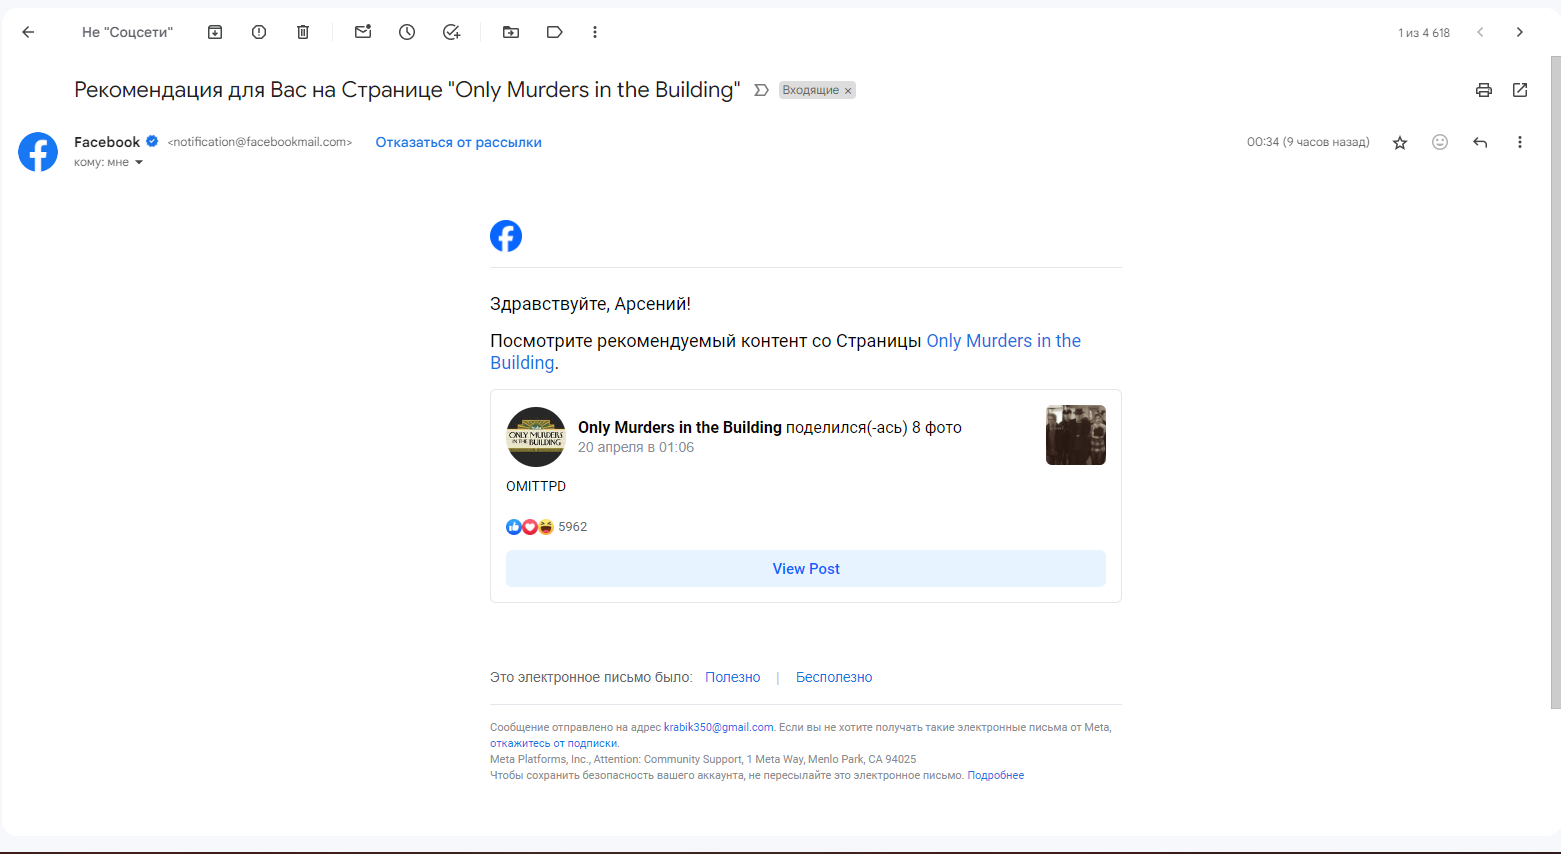 Не "Соцсети"
1 из 4 618
Рекомендация для Вас на Странице "Only Murders in the Building"
Входящие ×
Facebook <notification@facebookmail.com> Отказаться от рассылки
00:34 (9 часов назад)
кому: мне
Здравствуйте, Арсений!
Посмотрите рекомендуемый контент со Страницы Only Murders in the
Building.
ONLY MURDERS
IN THE BUILDING
Only Murders in the Building поделился(-ась) 8 фото
20 апреля в 01:06
OMITTPD
5962
View Post
Это электронное письмо было: Полезно | Бесполезно
Сообщение отправлено на адрес krabik350@gmail.com. Если вы не хотите получать такие электронные письма от Meta,
откажитесь от подписки.
Meta Platforms, Inc., Attention: Community Support, 1 Meta Way, Menlo Park, CA 94025
Чтобы сохранить безопасность вашего аккаунта, не пересылайте это электронное письмо. Подробнее